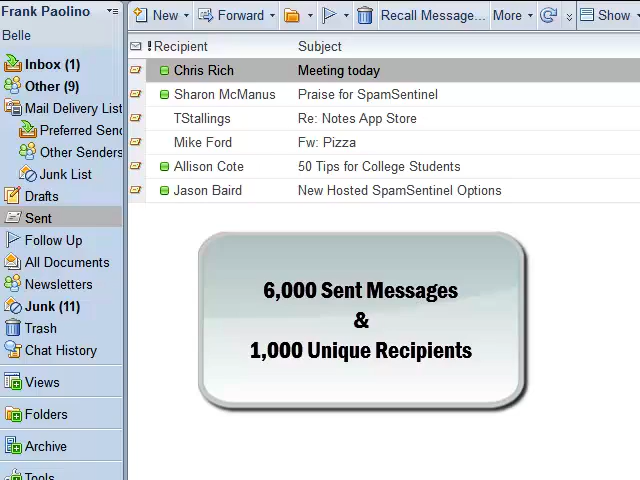 Frank Paolino
Belle
New
Forward
Recall Message...
More
Show
! Recipient Subject
Chris Rich Meeting today
Sharon McManus Praise for SpamSentinel
TStallings Re: Notes App Store
Mike Ford Fw: Pizza
Allison Cote 50 Tips for College Students
Jason Baird New Hosted SpamSentinel Options
Inbox (1)
Other (9)
Mail Delivery List
Preferred Send
Other Senders
Junk List
Drafts
Sent
Follow Up
All Documents
Newsletters
Junk (11)
Trash
Chat History
Views
Folders
Archive
Tools
6,000 Sent Messages
&
1,000 Unique Recipients